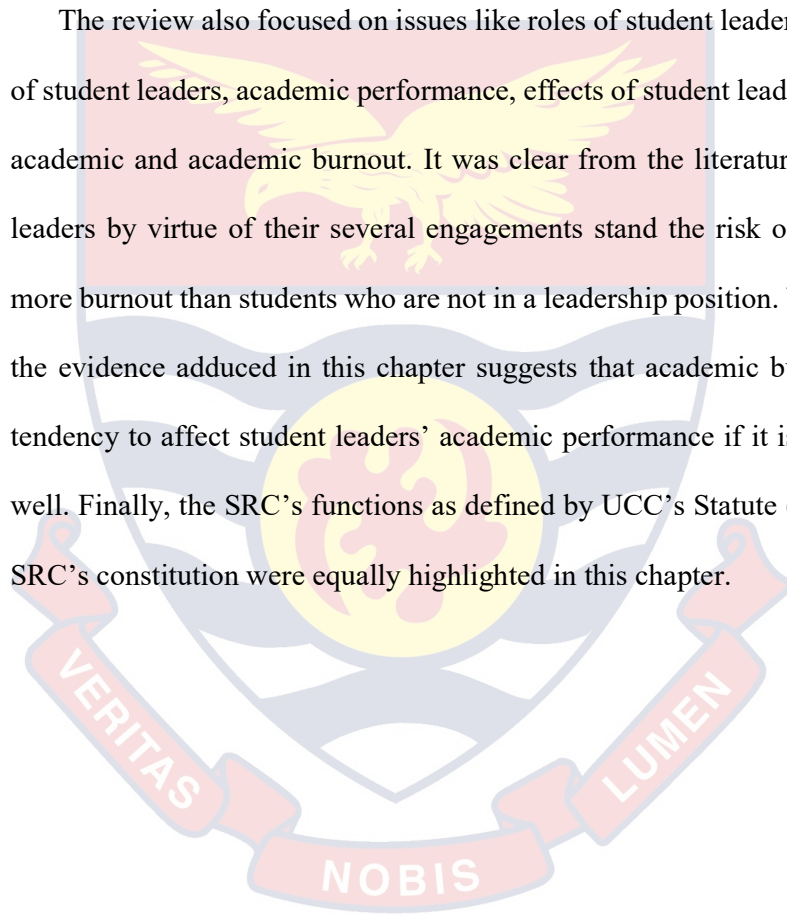 The review also focused on issues like roles of student leader
of student leaders, academic performance, effects of student lead
academic and academic burnout. It was clear from the literatur
leaders by virtue of their several engagements stand the risk o
more burnout than students who are not in a leadership position.
the evidence adduced in this chapter suggests that academic b
tendency to affect student leaders’ academic performance if it is
well. Finally, the SRC’s functions as defined by UCC’s Statute
SRC’s constitution were equally highlighted in this chapter.
VERITAS
NOBIS
LUMEN